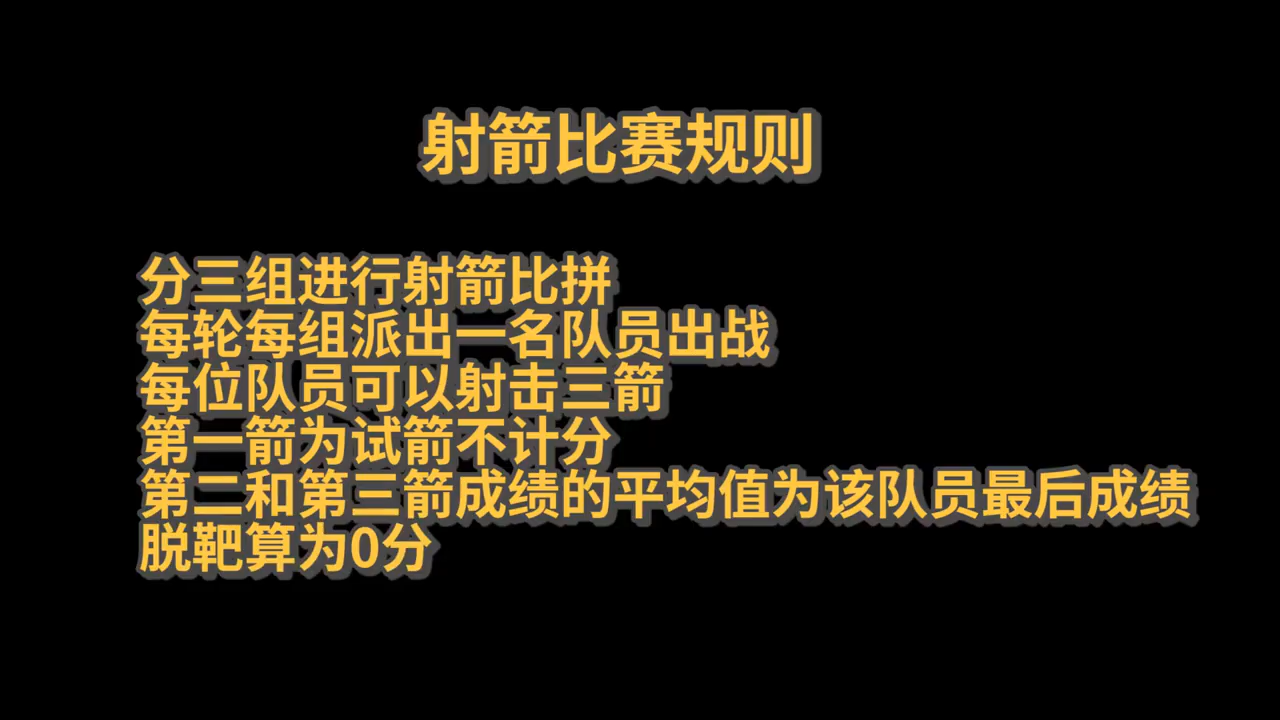 射箭比赛规则
分三组进行射箭比拼
每轮每组派出一名队员出战
每位队员可以射击三箭
第一箭为试箭不计分
第二和第三箭成绩的平均值为该队员最后成绩
脱靶算为0分